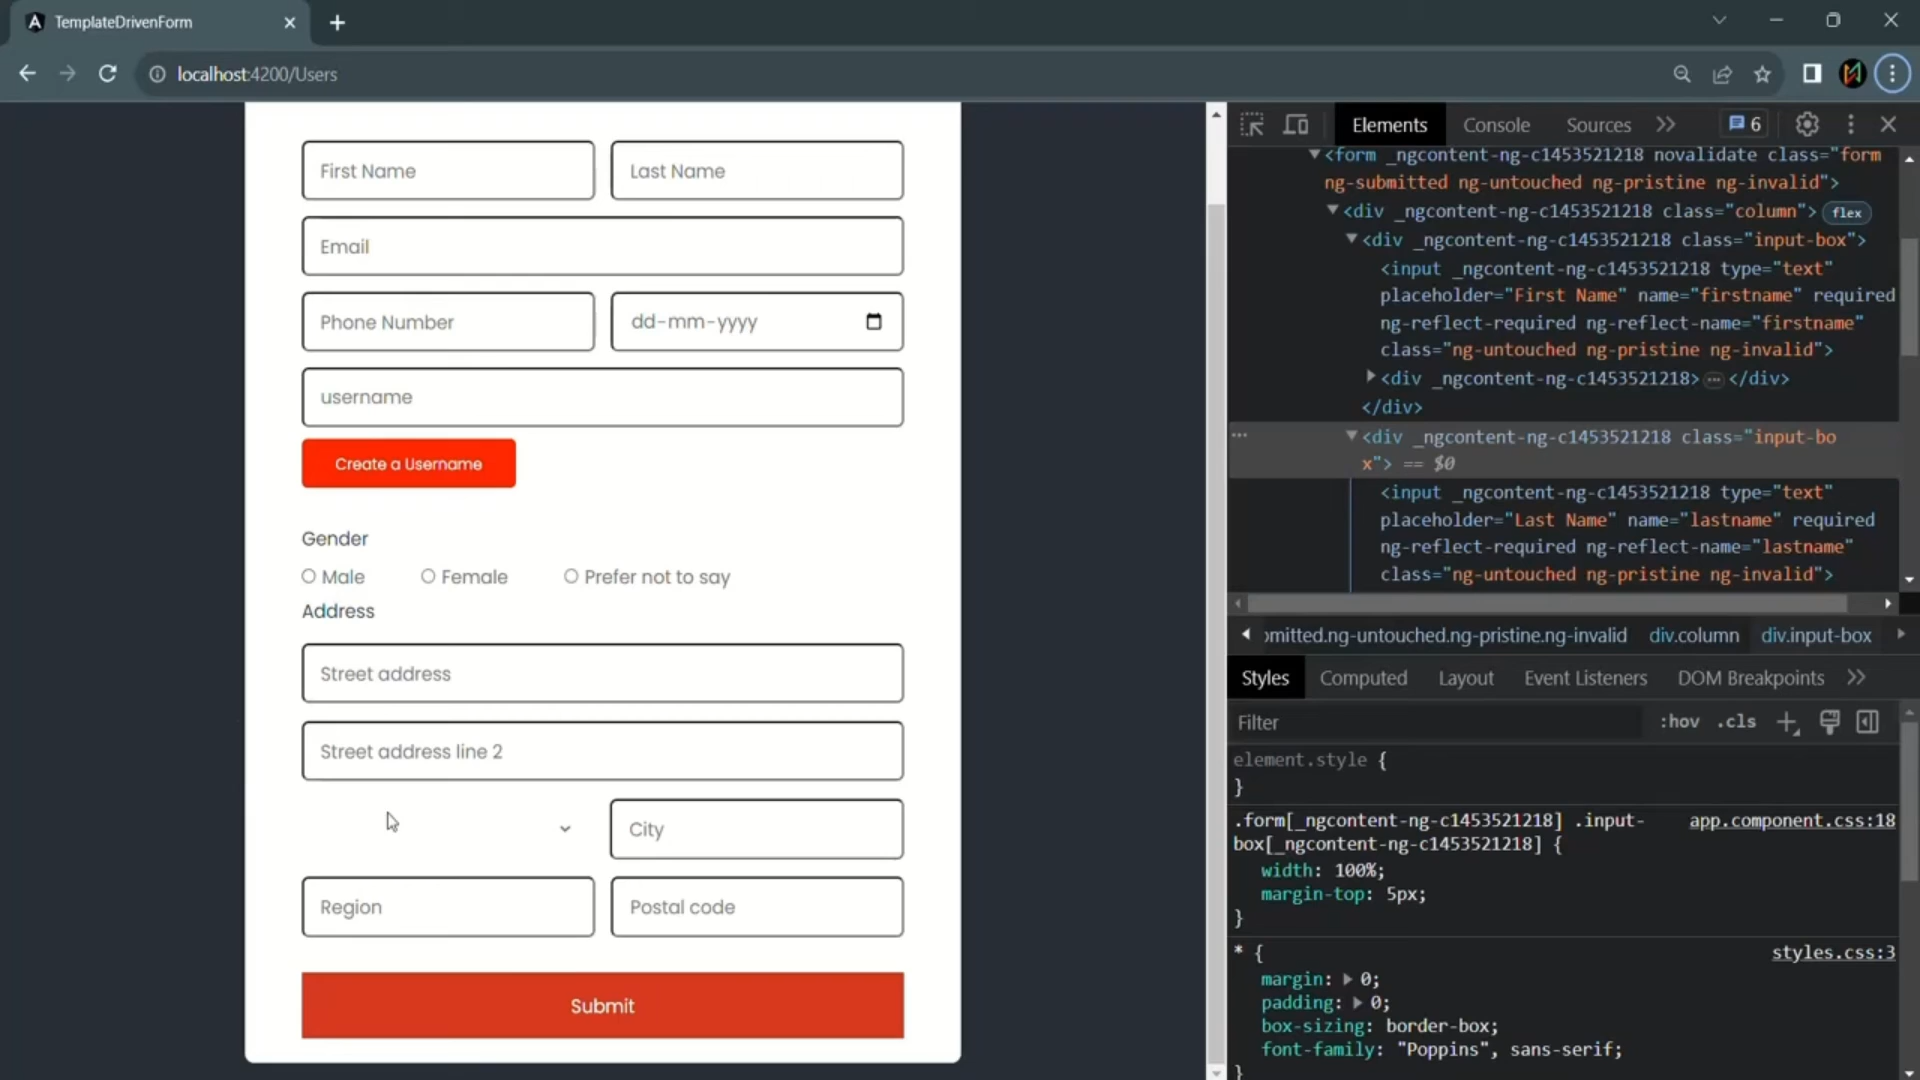 TemplateDrivenForm
localhost:4200/Users
First Name
Last Name
Email
Phone Number
dd-mm-yyyy
username
Create a Username
Gender
Male
Female
Prefer not to say
Address
Street address
Street address line 2
City
Region
Postal code
Submit
Elements
Console
Sources
6
<form _ngcontent-ng-c1453521218 novalidate class="form
ng-submitted ng-untouched ng-pristine ng-invalid">
<div _ngcontent-ng-c1453521218 class="column"> flex
<div _ngcontent-ng-c1453521218 class="input-box">
<input _ngcontent-ng-c1453521218 type="text"
placeholder="First Name" name="firstname" required
ng-reflect-required ng-reflect-name="firstname"
class="ng-untouched ng-pristine ng-invalid">
<div _ngcontent-ng-c1453521218> … </div>
</div>
<div _ngcontent-ng-c1453521218 class="input-bo
x"> == $0
<input _ngcontent-ng-c1453521218 type="text"
placeholder="Last Name" name="lastname" required
ng-reflect-required ng-reflect-name="lastname"
class="ng-untouched ng-pristine ng-invalid">
omitted.ng-untouched.ng-pristine.ng-invalid div.column div.input-box
Styles
Computed
Layout
Event Listeners
DOM Breakpoints
Filter
:hov .cls
element.style {
}
.form[_ngcontent-ng-c1453521218] .input-
app.component.css:18
box[_ngcontent-ng-c1453521218] {
width: 100%;
margin-top: 5px;
}
* {
styles.css:3
margin: 0;
padding: 0;
box-sizing: border-box;
font-family: "Poppins", sans-serif;
}